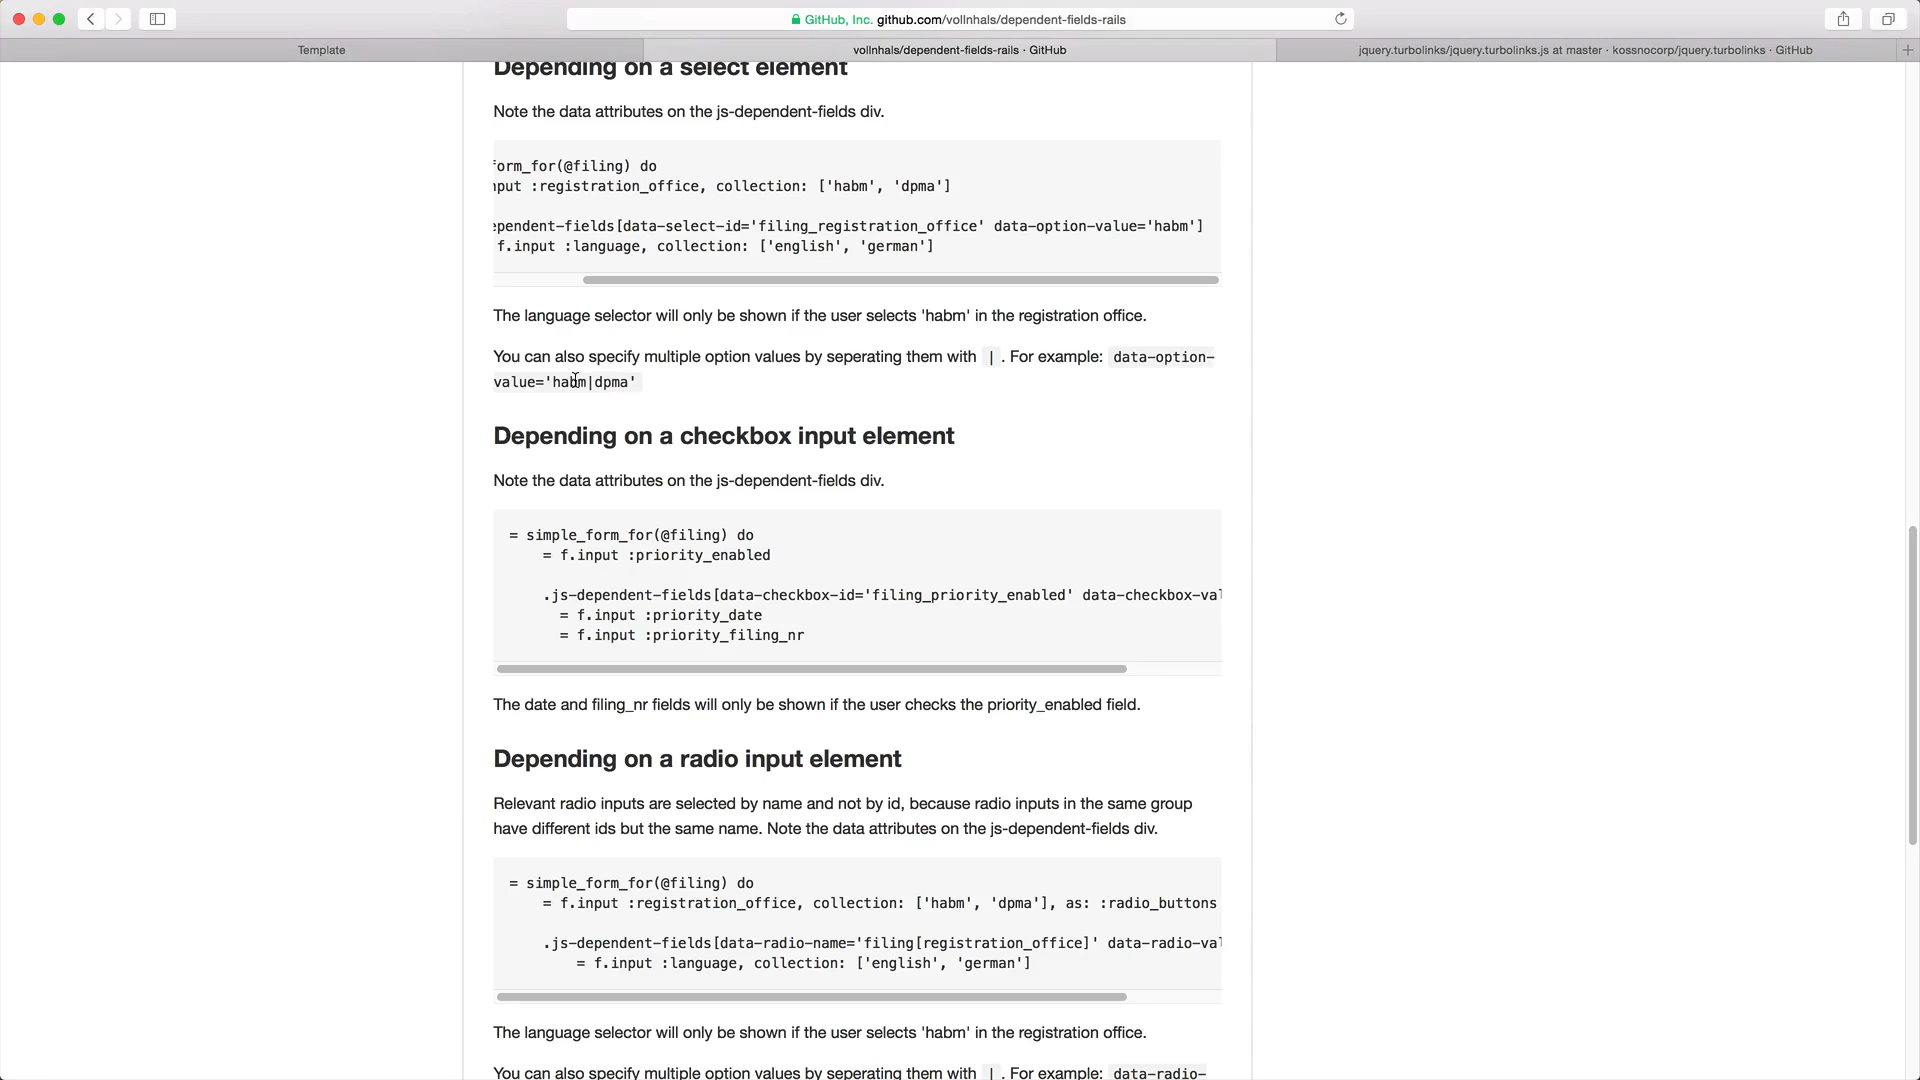 GitHub, Inc. github.com/vollnhals/dependent-fields-rails
Template
vollnhals/dependent-fields-rails · GitHub
jquery.turbolinks/jquery.turbolinks.js at master · kossnocorp/jquery.turbolinks · GitHub
Depending on a select element
Note the data attributes on the js-dependent-fields div.
orm_for(@filing) do
put :registration_office, collection: ['habm', 'dpma']
ependent-fields[data-select-id='filing_registration_office' data-option-value='habm']
f.input :language, collection: ['english', 'german']
The language selector will only be shown if the user selects 'habm' in the registration office.
You can also specify multiple option values by seperating them with | . For example: data-option-
value='habm|dpma'
Depending on a checkbox input element
Note the data attributes on the js-dependent-fields div.
= simple_form_for(@filing) do
= f.input :priority_enabled
.js-dependent-fields[data-checkbox-id='filing_priority_enabled' data-checkbox-val
= f.input :priority_date
= f.input :priority_filing_nr
The date and filing_nr fields will only be shown if the user checks the priority_enabled field.
Depending on a radio input element
Relevant radio inputs are selected by name and not by id, because radio inputs in the same group
have different ids but the same name. Note the data attributes on the js-dependent-fields div.
= simple_form_for(@filing) do
= f.input :registration_office, collection: ['habm', 'dpma'], as: :radio_buttons
.js-dependent-fields[data-radio-name='filing[registration_office]' data-radio-val
= f.input :language, collection: ['english', 'german']
The language selector will only be shown if the user selects 'habm' in the registration office.
You can also specify multiple option values by seperating them with | . For example: data-radio-